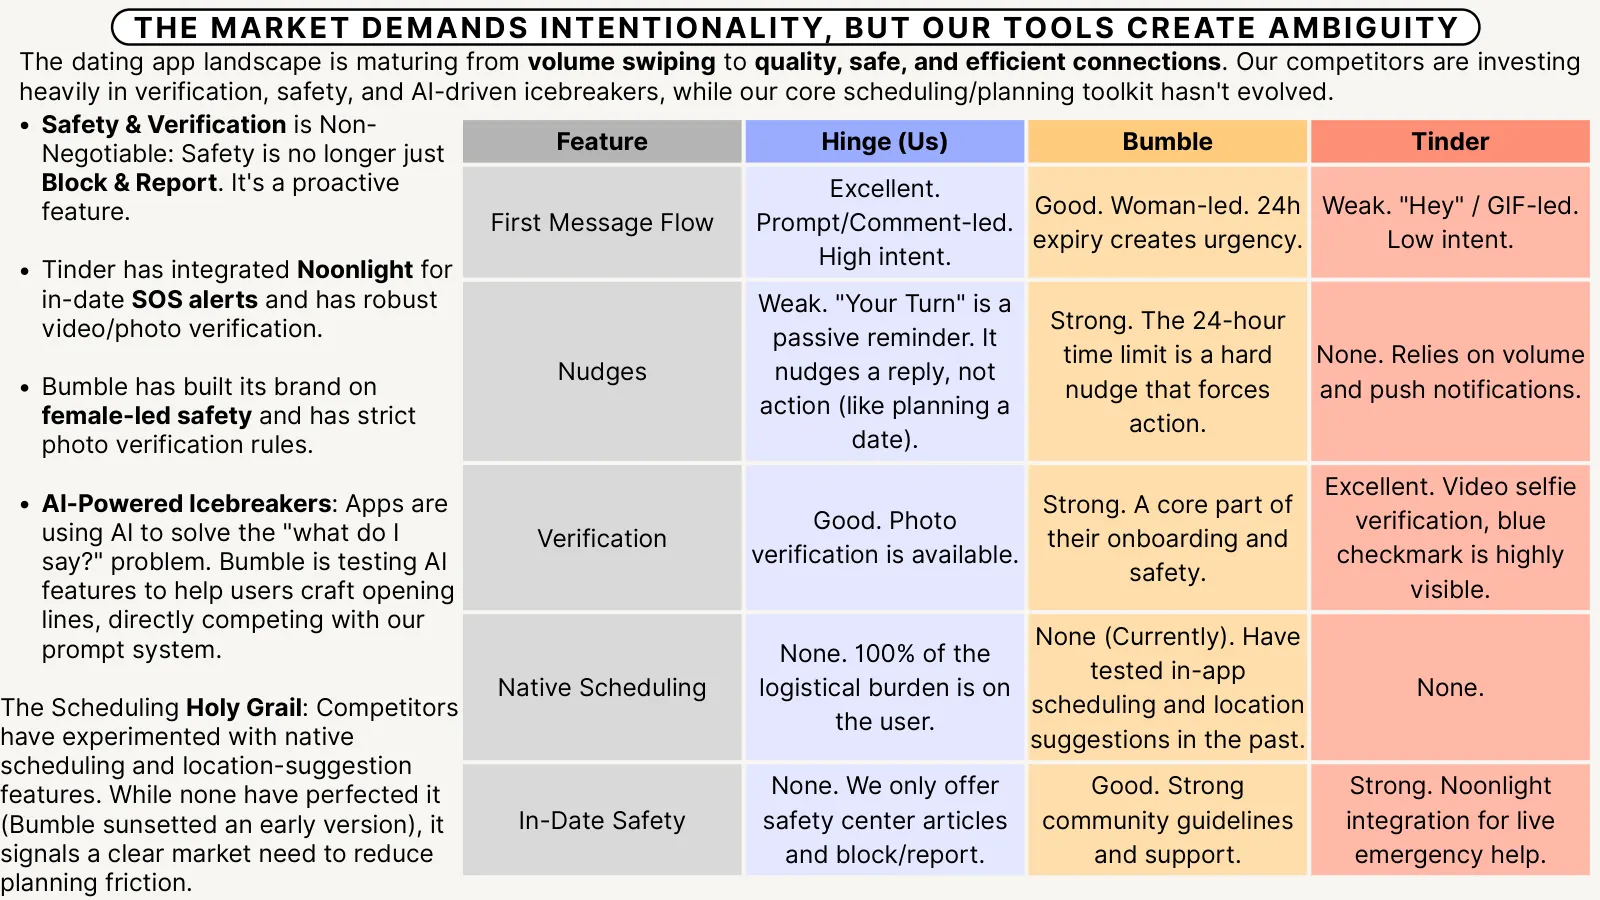 THE MARKET DEMANDS INTENTIONALITY, BUT OUR TOOLS CREATE AMBIGUITY
The dating app landscape is maturing from volume swiping to quality, safe, and efficient connections. Our competitors are investing
heavily in verification, safety, and AI-driven icebreakers, while our core scheduling/planning toolkit hasn't evolved.
• Safety & Verification is Non-
Negotiable: Safety is no longer just
Block & Report. It's a proactive
feature.
• Tinder has integrated Noonlight for
in-date SOS alerts and has robust
video/photo verification.
• Bumble has built its brand on
female-led safety and has strict
photo verification rules.
• AI-Powered Icebreakers: Apps are
using AI to solve the "what do I
say?" problem. Bumble is testing AI
features to help users craft opening
lines, directly competing with our
prompt system.
The Scheduling Holy Grail: Competitors
have experimented with native
scheduling and location-suggestion
features. While none have perfected it
(Bumble sunsetted an early version), it
signals a clear market need to reduce
planning friction.
Feature
Hinge (Us)
Bumble
Tinder
First Message Flow
Excellent.
Prompt/Comment-led.
High intent.
Good. Woman-led. 24h
expiry creates urgency.
Weak. "Hey" / GIF-led.
Low intent.
Nudges
Weak. "Your Turn" is a
passive reminder. It
nudges a reply, not
action (like planning a
date).
Strong. The 24-hour
time limit is a hard
nudge that forces
action.
None. Relies on volume
and push notifications.
Verification
Good. Photo
verification is available.
Strong. A core part of
their onboarding and
safety.
Excellent. Video selfie
verification, blue
checkmark is highly
visible.
Native Scheduling
None. 100% of the
logistical burden is on
the user.
None (Currently). Have
tested in-app
scheduling and location
suggestions in the past.
None.
In-Date Safety
None. We only offer
safety center articles
and block/report.
Good. Strong
community guidelines
and support.
Strong. Noonlight
integration for live
emergency help.